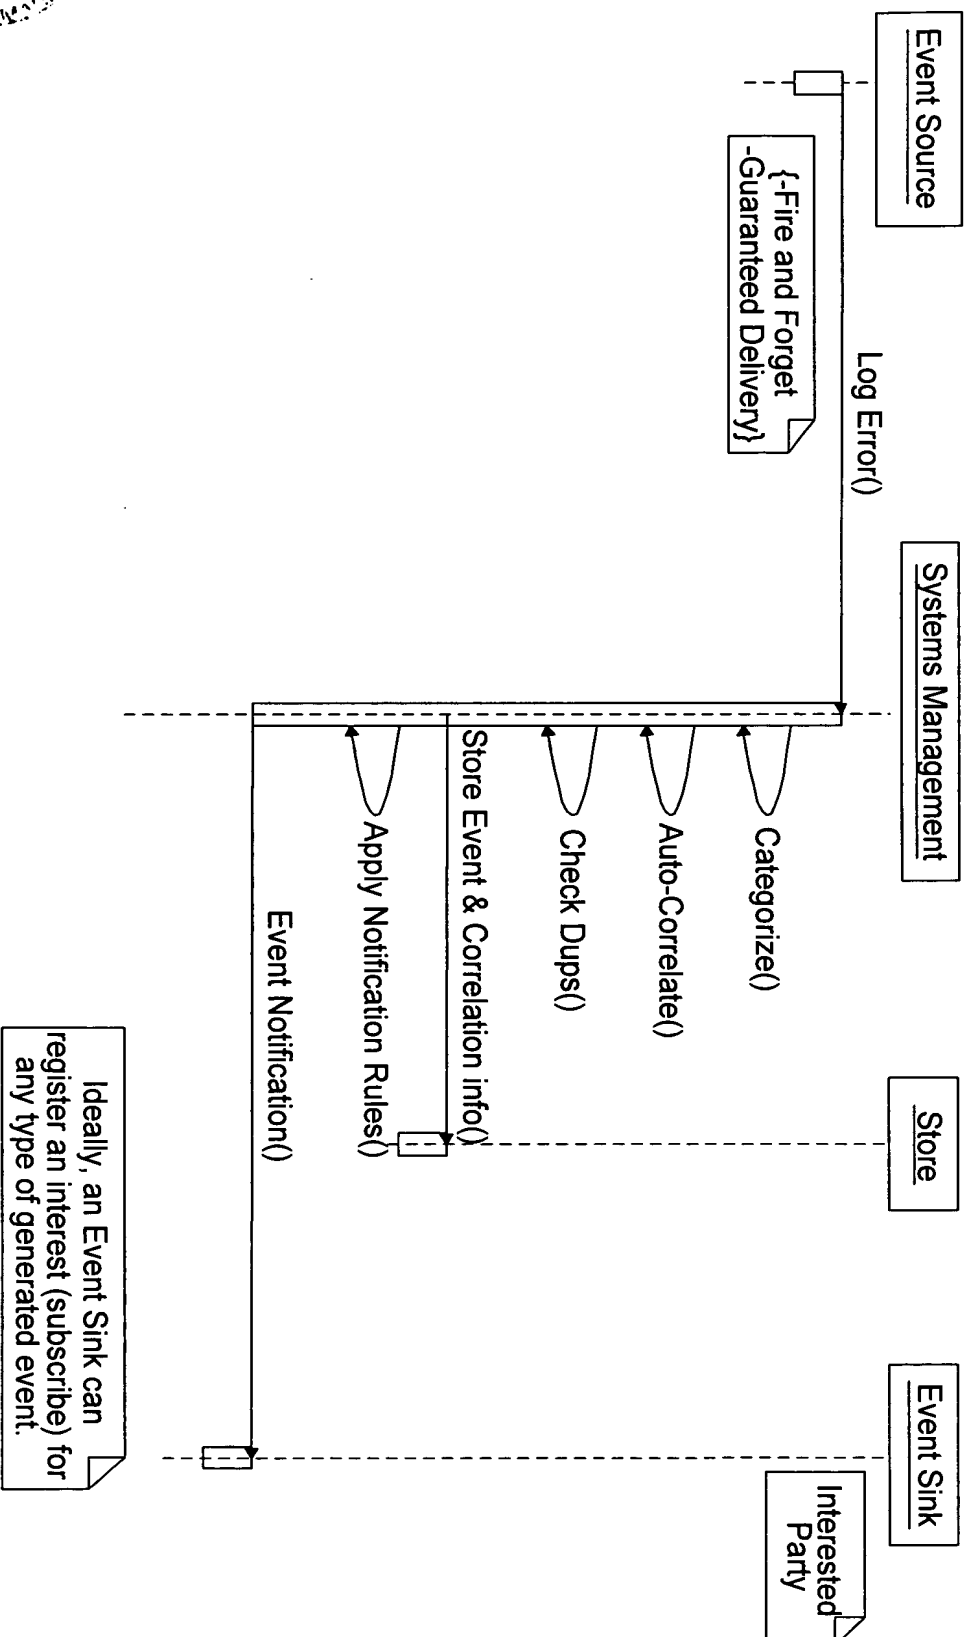 Event Source
Systems Management
Store
Event Sink
Interested
Party
Log Error()
{-Fire and Forget
-Guaranteed Delivery}
Categorize()
Auto-Correlate()
Check Dups()
Store Event & Correlation info()
Apply Notification Rules()
Event Notification()
Ideally, an Event Sink can
register an interest (subscribe) for
any type of generated event.